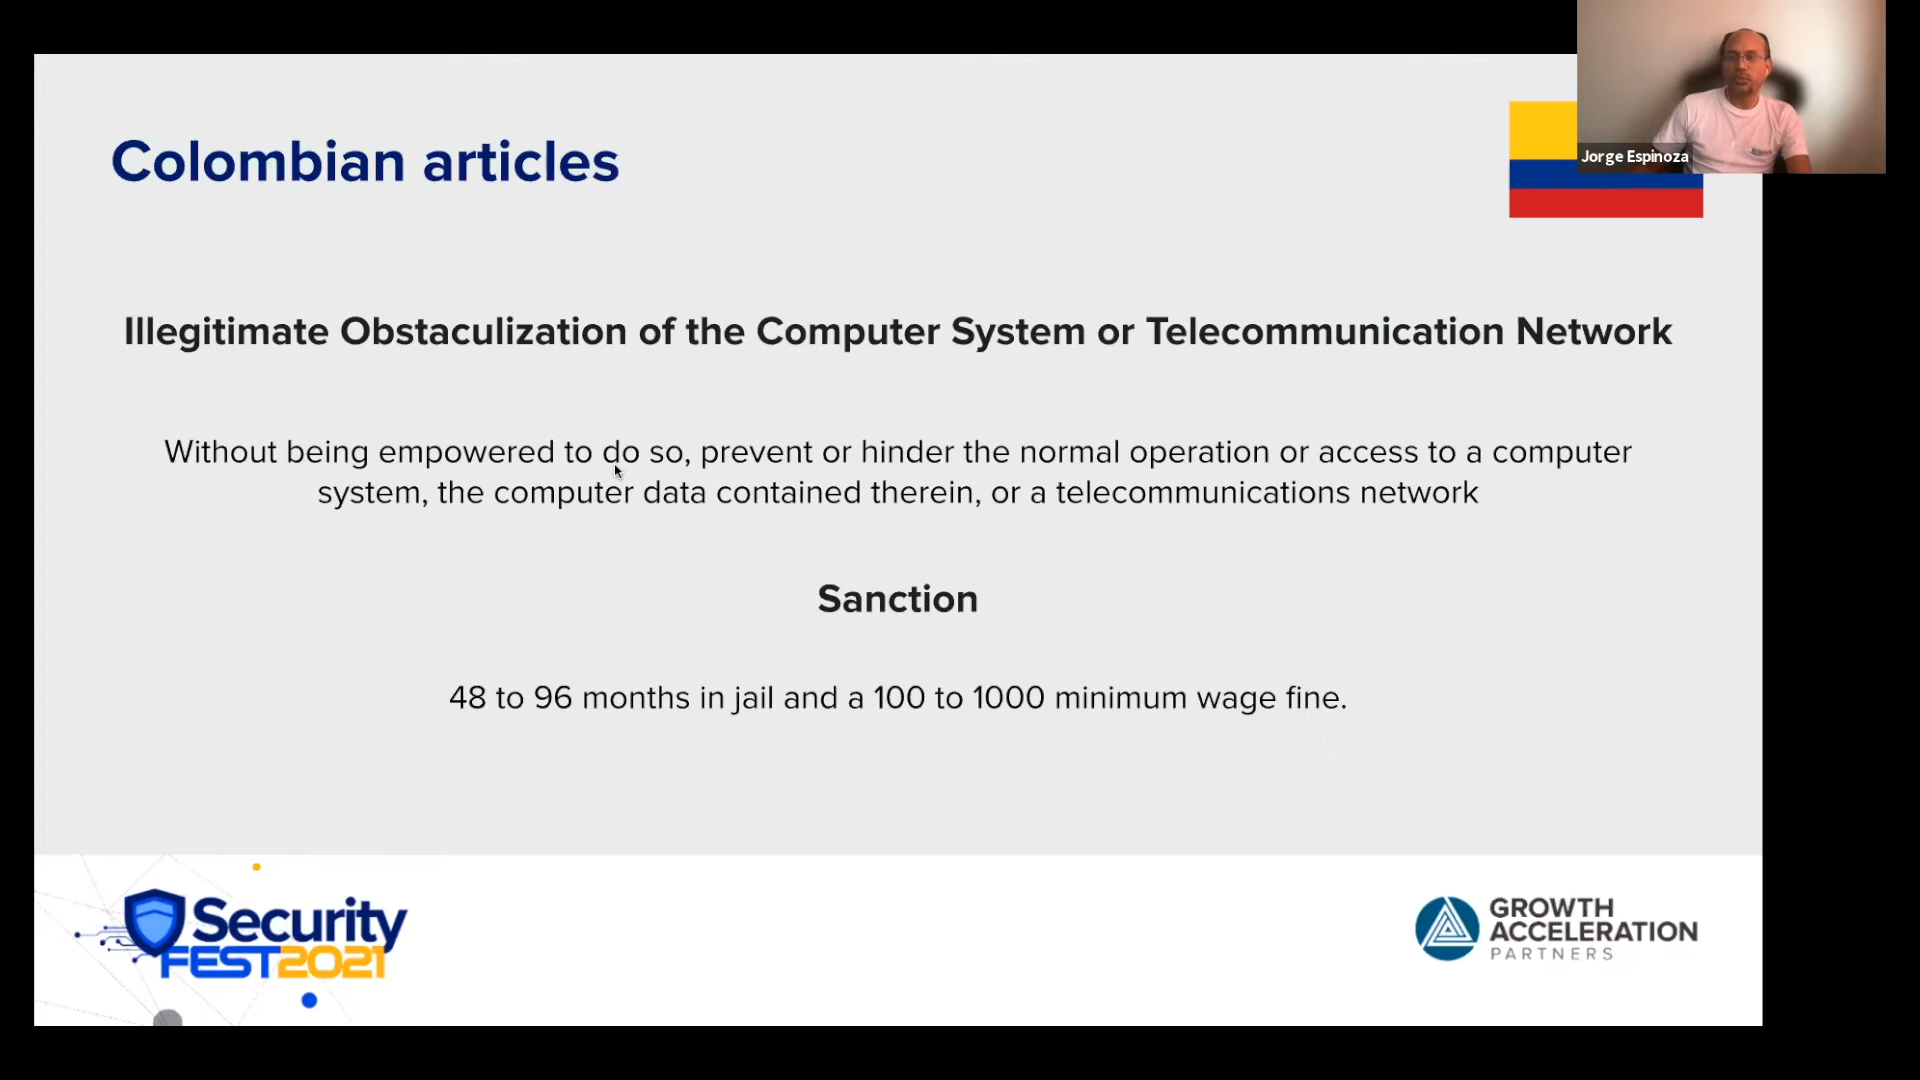 Colombian articles
Jorge Espinoza
Illegitimate Obstaculization of the Computer System or Telecommunication Network
Without being empowered to do so, prevent or hinder the normal operation or access to a computer
system, the computer data contained therein, or a telecommunications network
Sanction
48 to 96 months in jail and a 100 to 1000 minimum wage fine.
Security
FEST2021
GROWTH
ACCELERATION
PARTNERS